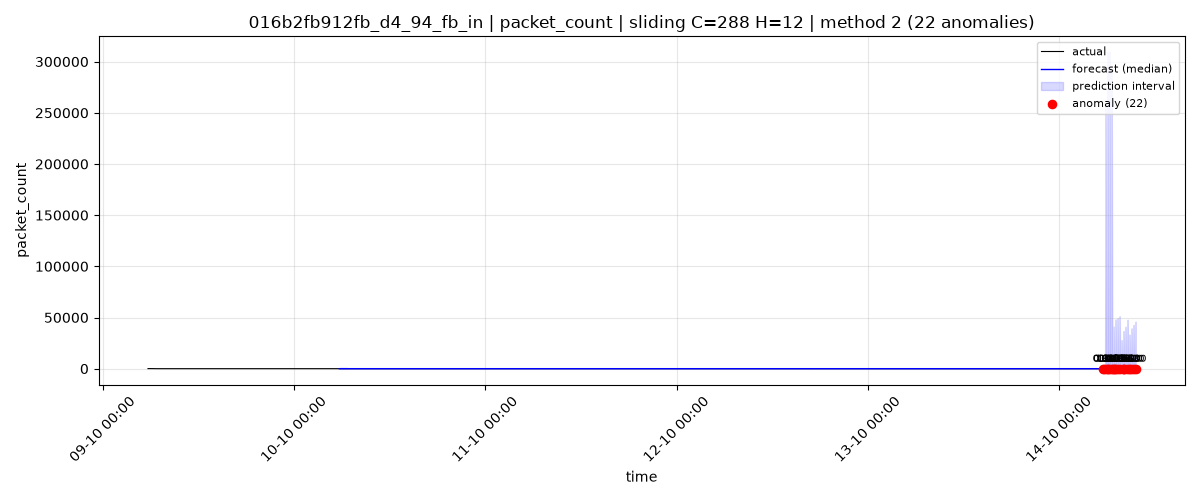 016b2fb912fb_d4_94_fb_in | packet_count | sliding C=288 H=12 | method 2 (22 anomalies)
actual
forecast (median)
prediction interval
anomaly (22)
packet_count
300000
250000
200000
150000
100000
50000
0
09-10 00:00
10-10 00:00
11-10 00:00
12-10 00:00
13-10 00:00
14-10 00:00
time